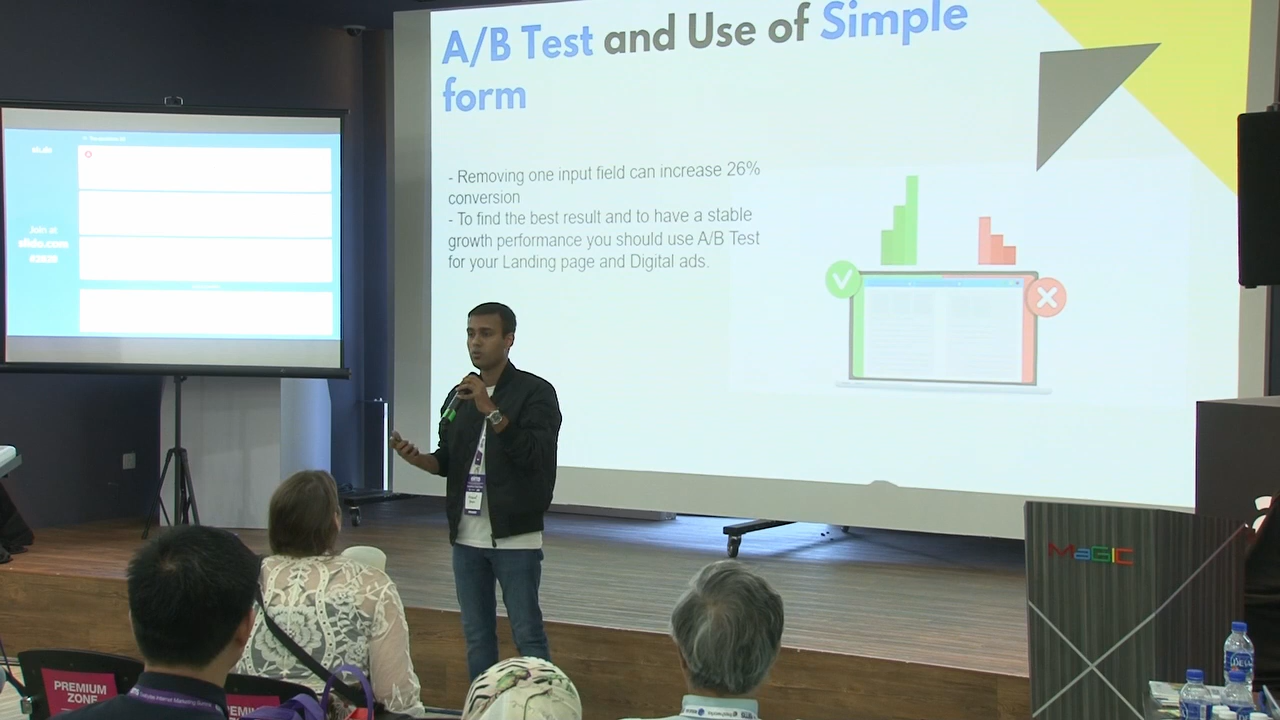 A/B Test and Use of Simple
form
- Removing one input field can increase 26%
conversion
- To find the best result and to have a stable
growth performance you should use A/B Test
for your Landing page and Digital ads.
sli.do
Join at
slido.com
MaGIC
PREMIUM
ZONE